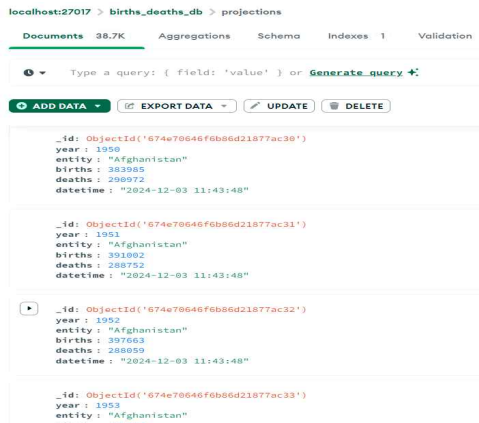 localhost:27017 > births_deaths_db > projections
Documents 38.7K Aggregations Schema Indexes 1 Validation
Type a query: { field: 'value' } or Generate query
ADD DATA EXPORT DATA UPDATE DELETE
_id: ObjectId('674e70646f6b86d21877ac30')
year : 1950
entity : "Afghanistan"
births : 383985
deaths : 290972
datetime : "2024-12-03 11:43:48"
_id: ObjectId('674e70646f6b86d21877ac31')
year : 1951
entity : "Afghanistan"
births : 391002
deaths : 288752
datetime : "2024-12-03 11:43:48"
_id: ObjectId('674e70646f6b86d21877ac32')
year : 1952
entity : "Afghanistan"
births : 397663
deaths : 288059
datetime : "2024-12-03 11:43:48"
_id: ObjectId('674e70646f6b86d21877ac33')
year : 1953
entity : "Afghanistan"